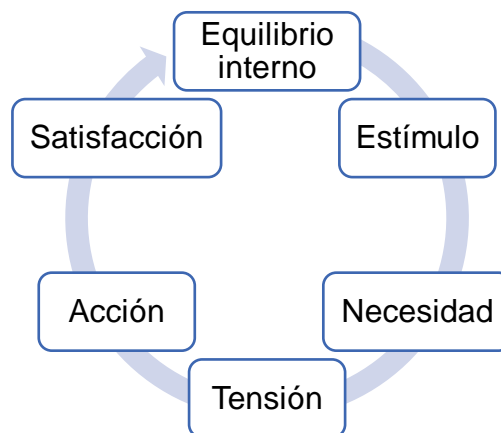 Equilibrio
interno
Estímulo
Necesidad
Tensión
Acción
Satisfacción